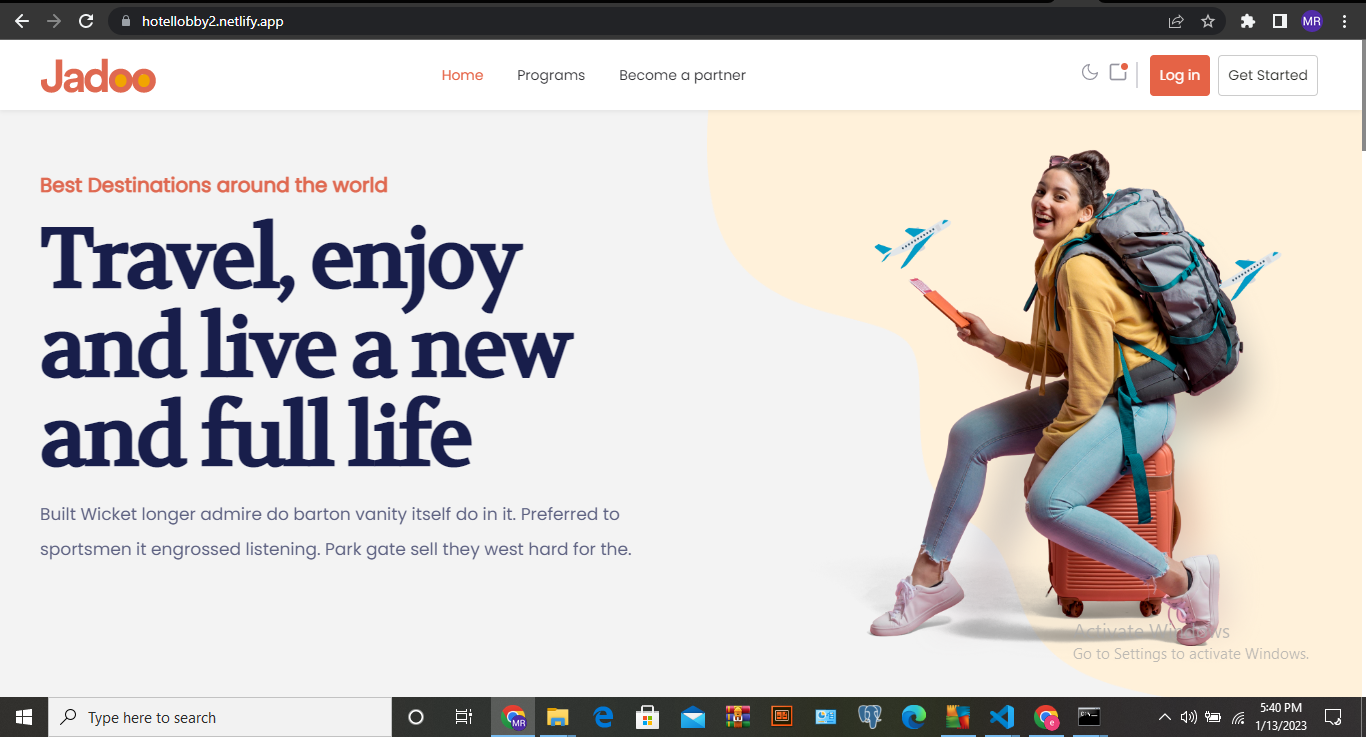 hotellobby2.netlify.app
MR
Jadoo
Home
Programs
Become a partner
Log in
Get Started
Best Destinations around the world
Travel, enjoy
and live a new
and full life
Built Wicket longer admire do barton vanity itself do in it. Preferred to
sportsmen it engrossed listening. Park gate sell they west hard for the.
Activate Windows
Go to Settings to activate Windows.
Type here to search
MR
5:40 PM
1/13/2023